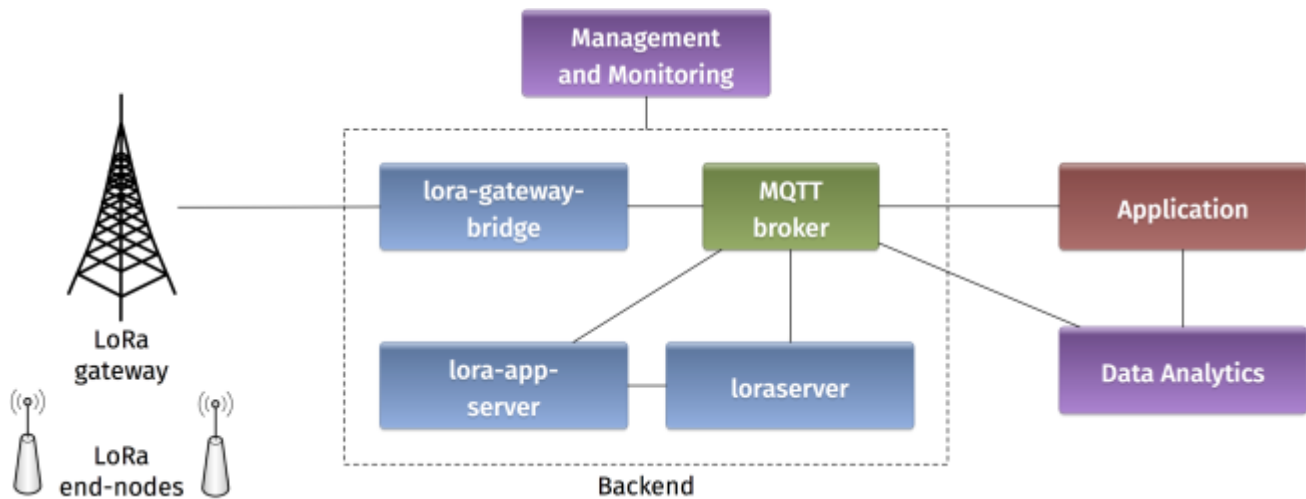 Management
and Monitoring
lora-gateway-
bridge
MQTT
broker
Application
LoRa
gateway
lora-app-
server
loraserver
Data Analytics
LoRa
end-nodes
Backend